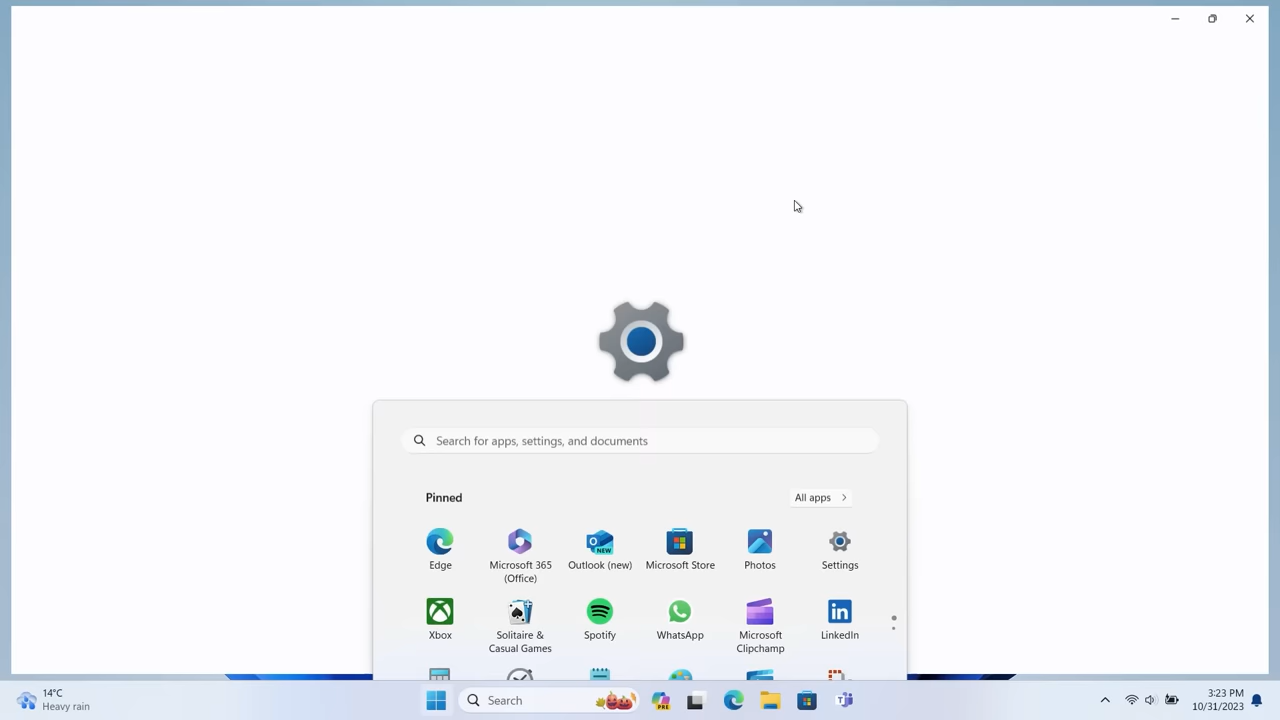 Search for apps, settings, and documents
Pinned
All apps
Edge
Microsoft 365
(Office)
Outlook (new)
Microsoft Store
Photos
Settings
Xbox
Solitaire &
Casual Games
Spotify
WhatsApp
Microsoft
Clipchamp
LinkedIn
14°C
Heavy rain
Search
PRE
3:23 PM
10/31/2023